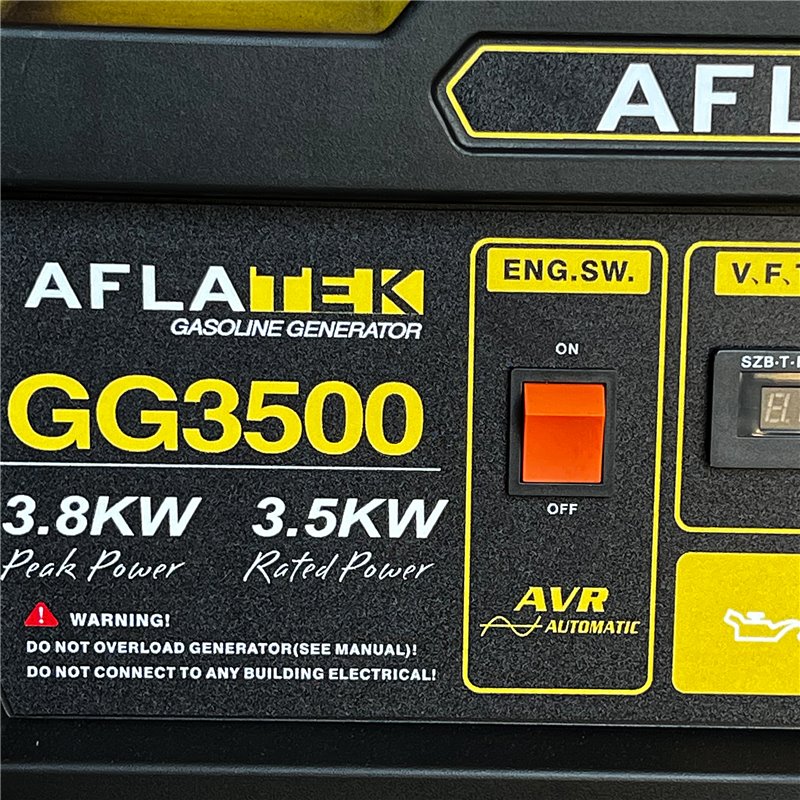 AFL
AFLATEK
GASOLINE GENERATOR
GG3500
3.8KW 3.5KW
Peak Power Rated Power
WARNING!
DO NOT OVERLOAD GENERATOR(SEE MANUAL)!
DO NOT CONNECT TO ANY BUILDING ELECTRICAL!
ENG.SW.
ON
OFF
AVR
AUTOMATIC
V、F、T
SZB·T·